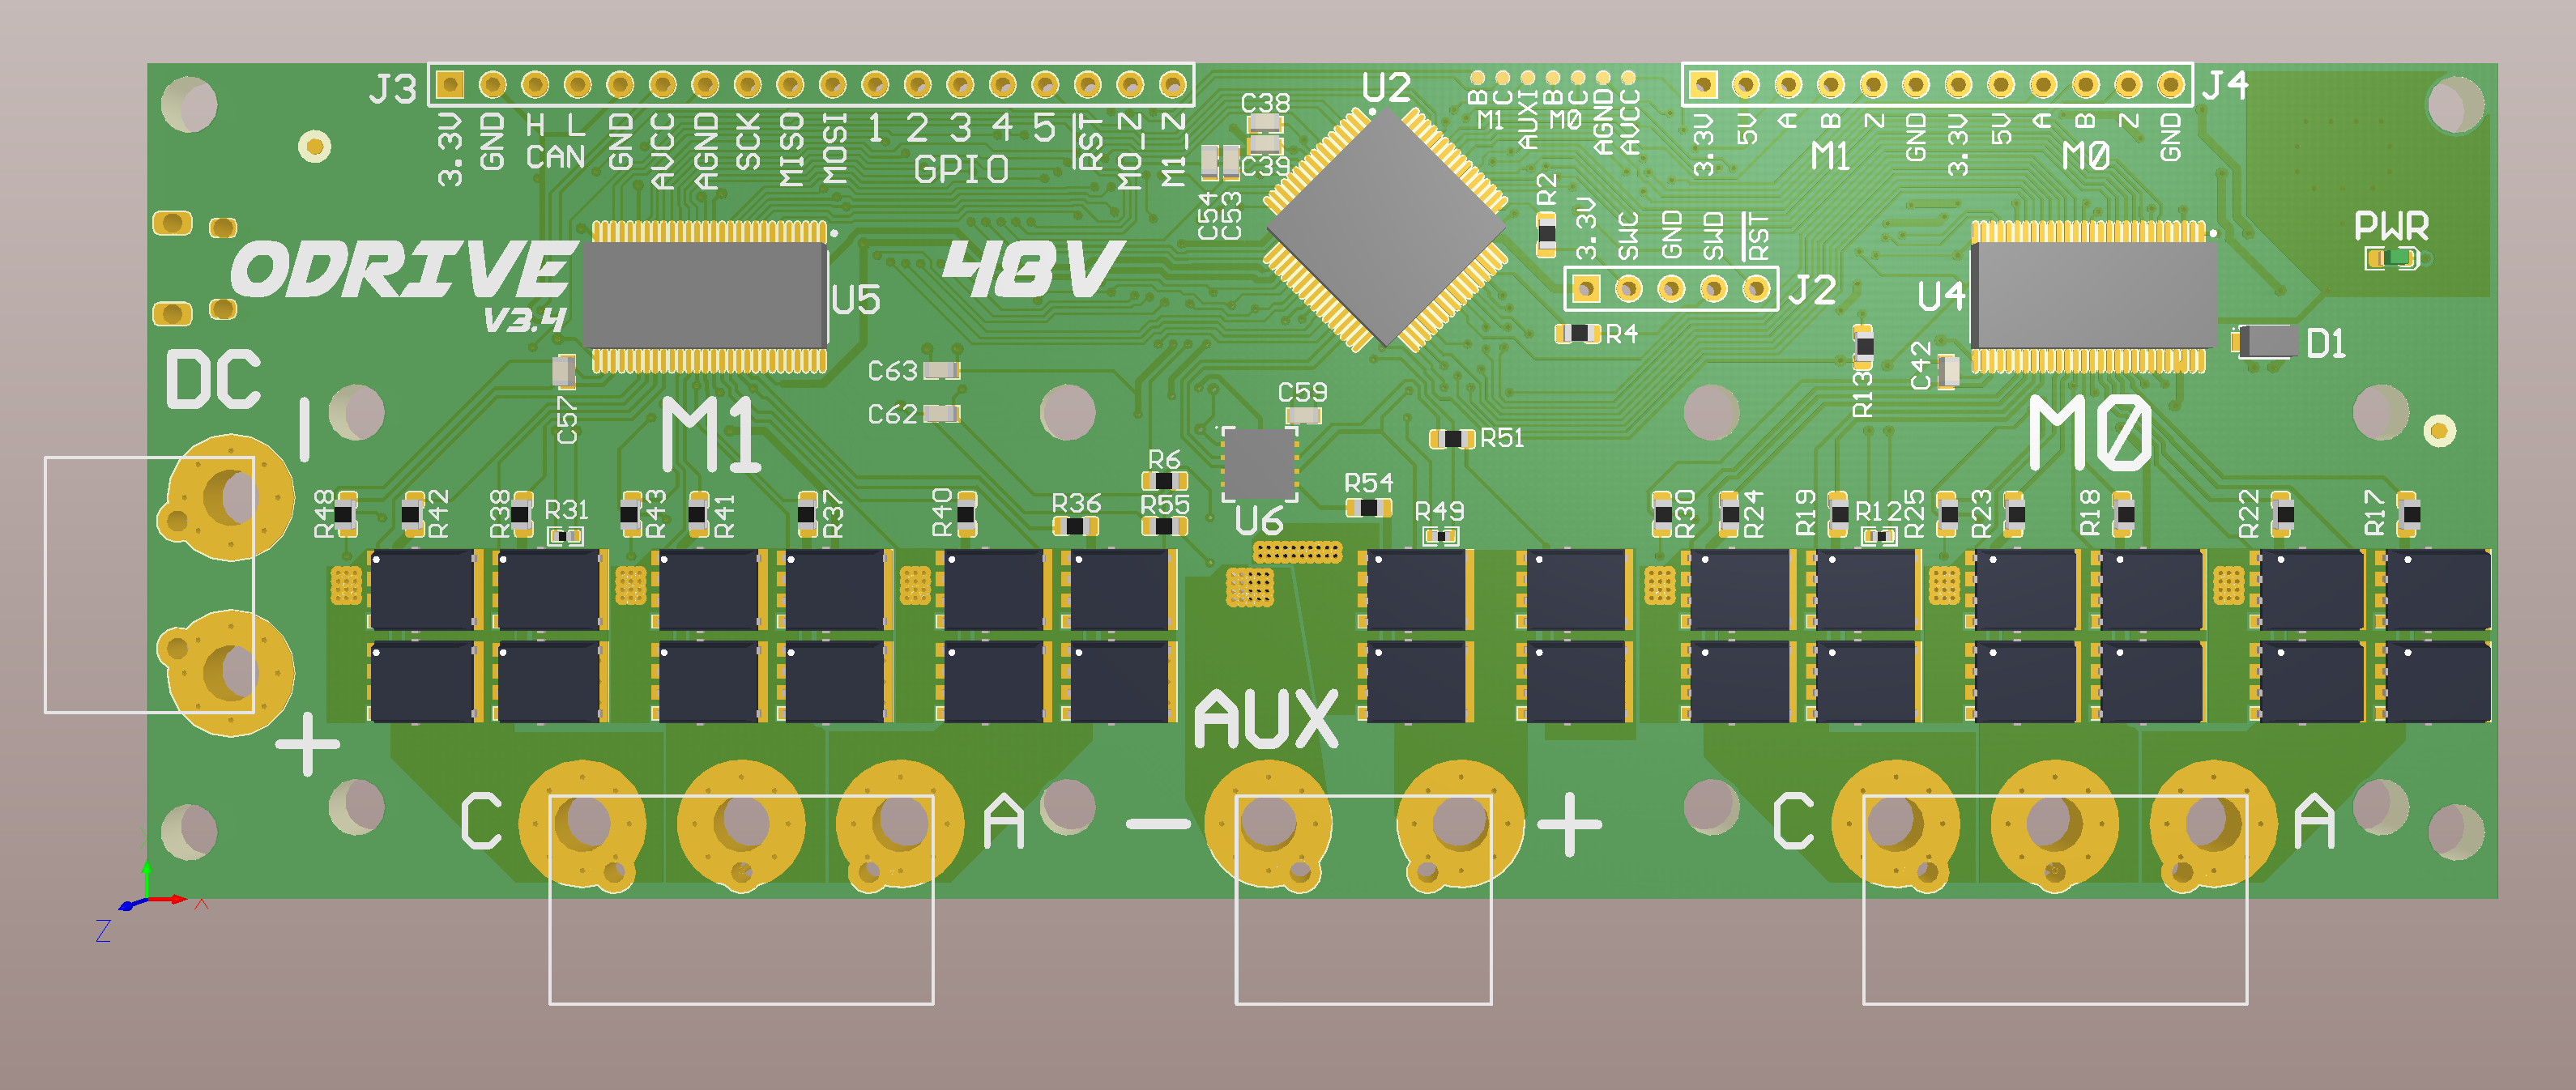 J3
3.3V
GND
H
L
CAN
GND
AVCC
AGND
SCK
MISO
MOSI
1 2 3 4 5
GPIO
RST
M0_Z
M1_Z
C38
C39
C54
C53
U2
B
C
M1
AUXI
B
C
M0
AGND
AVCC
J4
3.3V
5V
A
B
Z
M1
GND
3.3V
5V
A
B
Z
M0
GND
R2
3.3V
SWC
GND
SWD
RST
J2
R4
PWR
ODRIVE
V3.4
48V
U5
U4
D1
R13
C42
DC
−
+
C57
M1
C63
C62
C59
R51
M0
R6
R55
R36
U6
R54
R49
R48
R42
R38
R31
R43
R41
R37
R40
R30
R24
R19
R12
R25
R23
R18
R22
R17
AUX
C
A
−
+
C
A
X
Z